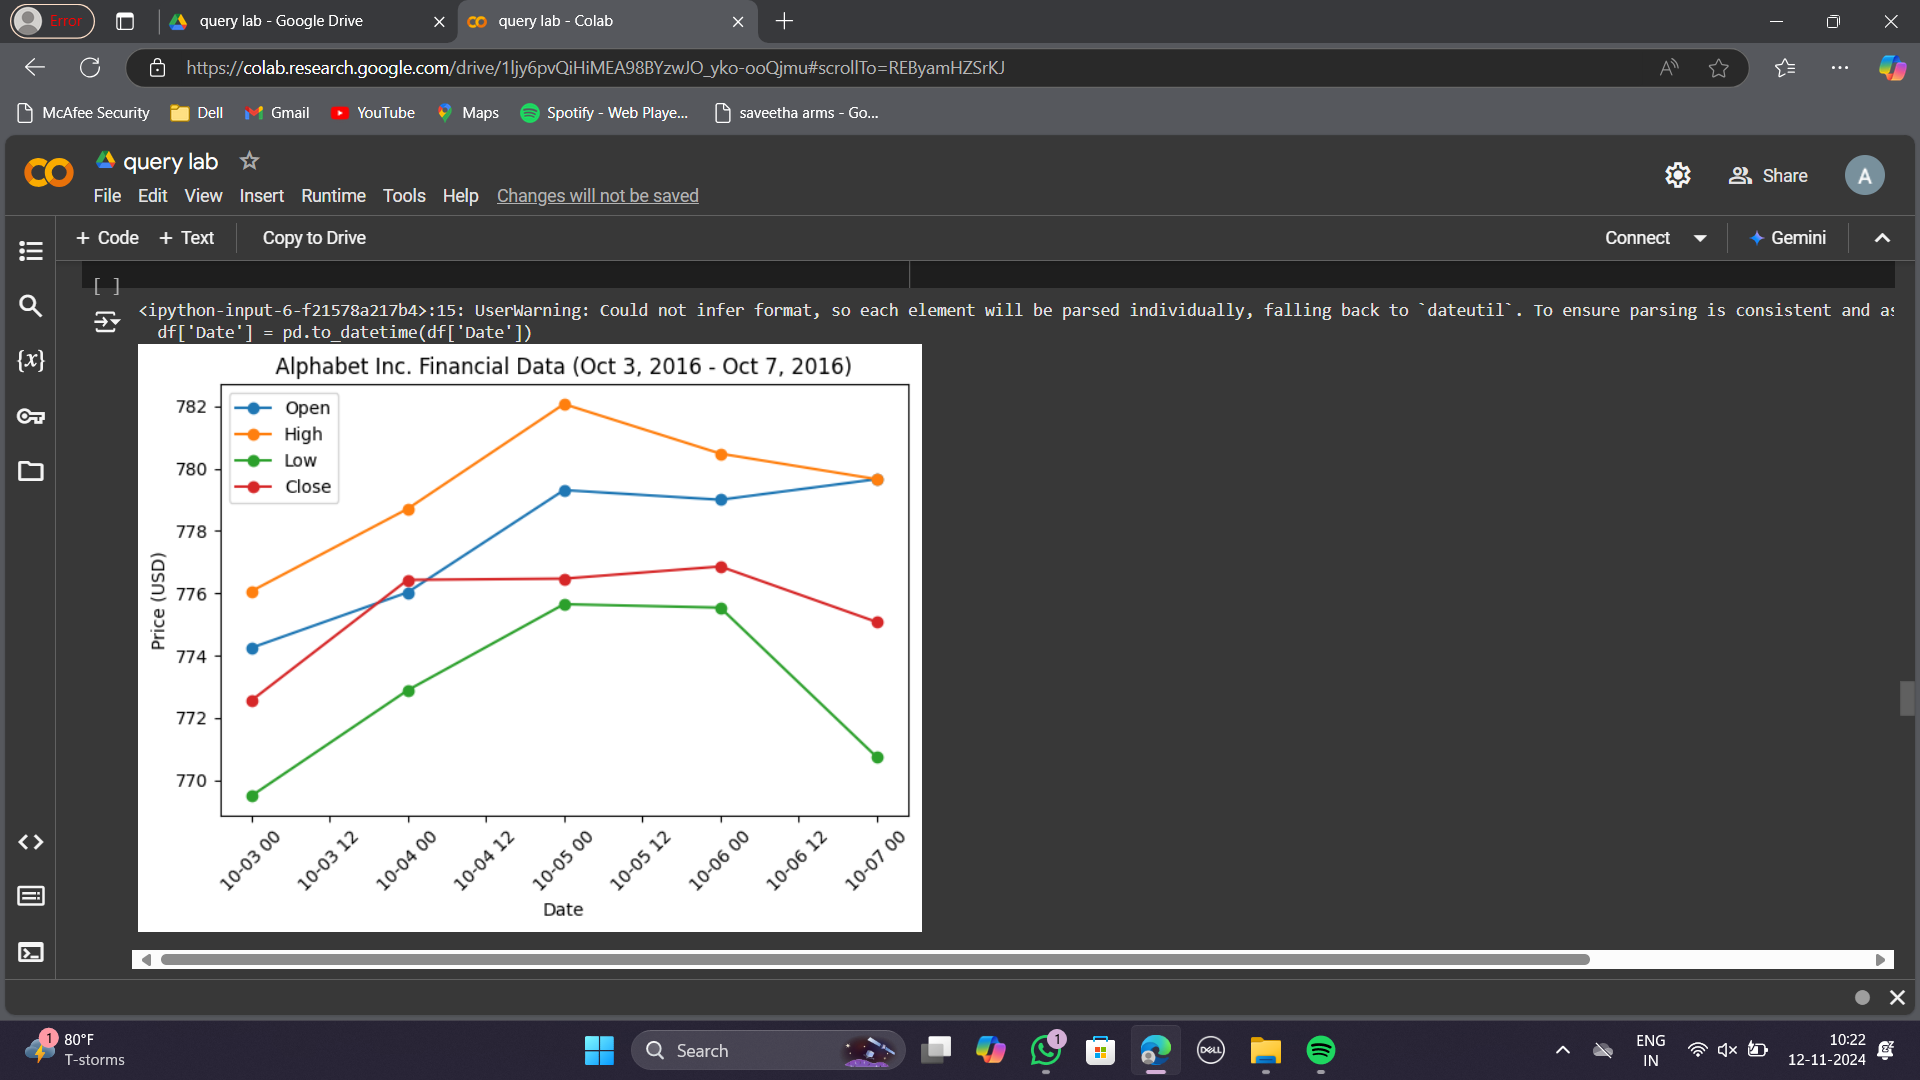 Error
query lab - Google Drive
query lab - Colab
https://colab.research.google.com/drive/1ljy6pvQiHiMEA98BYzwJO_yko-ooQjmu#scrollTo=REByamHZSrKJ
McAfee Security
Dell
Gmail
YouTube
Maps
Spotify - Web Playe...
saveetha arms - Go...
query lab
File Edit View Insert Runtime Tools Help Changes will not be saved
Share
A
+ Code + Text Copy to Drive
Connect
Gemini
[ ]
<ipython-input-6-f21578a217b4>:15: UserWarning: Could not infer format, so each element will be parsed individually, falling back to `dateutil`. To ensure parsing is consistent and as
df['Date'] = pd.to_datetime(df['Date'])
{x}
Alphabet Inc. Financial Data (Oct 3, 2016 - Oct 7, 2016)
Open
High
Low
Close
782
780
778
776
774
772
770
Price (USD)
10-03 00
10-03 12
10-04 00
10-04 12
10-05 00
10-05 12
10-06 00
10-06 12
10-07 00
Date
1
80°F
T-storms
Search
1
DELL
ENG
IN
10:22
12-11-2024